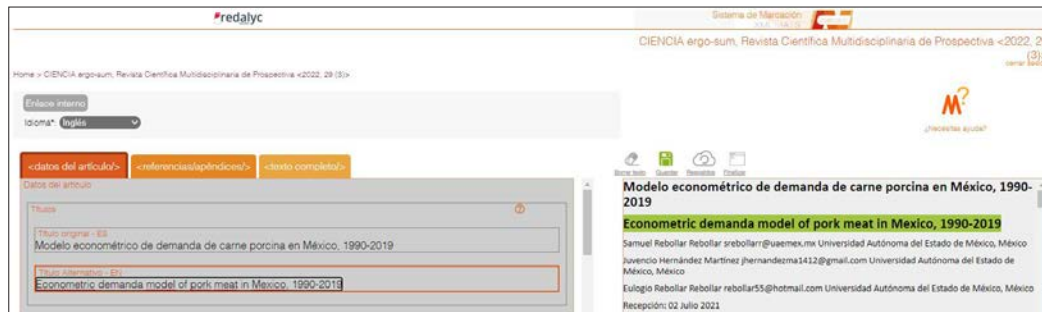 redalyc
Sistema de Marcación
CIENCIA ergo-sum, Revista Científica Multidisciplinaria de Prospectiva <2022, 29
(3)>
Home > CIENCIA ergo-sum, Revista Científica Multidisciplinaria de Prospectiva <2022, 29 (3)>
Enlace interno
Idioma*: Inglés
¿Necesitas ayuda?
<datos del artículo/> <referencias/apéndices/> <texto completo/>
Borrar texto Guardar Finalizar
Datos del artículo
Títulos
Título original - ES
Modelo econométrico de demanda de carne porcina en México, 1990-2019
Título Alternativo - EN
Econometric demanda model of pork meat in Mexico, 1990-2019
Modelo econométrico de demanda de carne porcina en México, 1990-
2019
Econometric demanda model of pork meat in Mexico, 1990-2019
Samuel Rebollar Rebollar srebollarr@uaemex.mx Universidad Autónoma del Estado de México, México
Juvencio Hernández Martínez jhernandezma1412@gmail.com Universidad Autónoma del Estado de
México, México
Eulogio Rebollar Rebollar rebollar55@hotmail.com Universidad Autónoma del Estado de México, México
Recepción: 02 Julio 2021